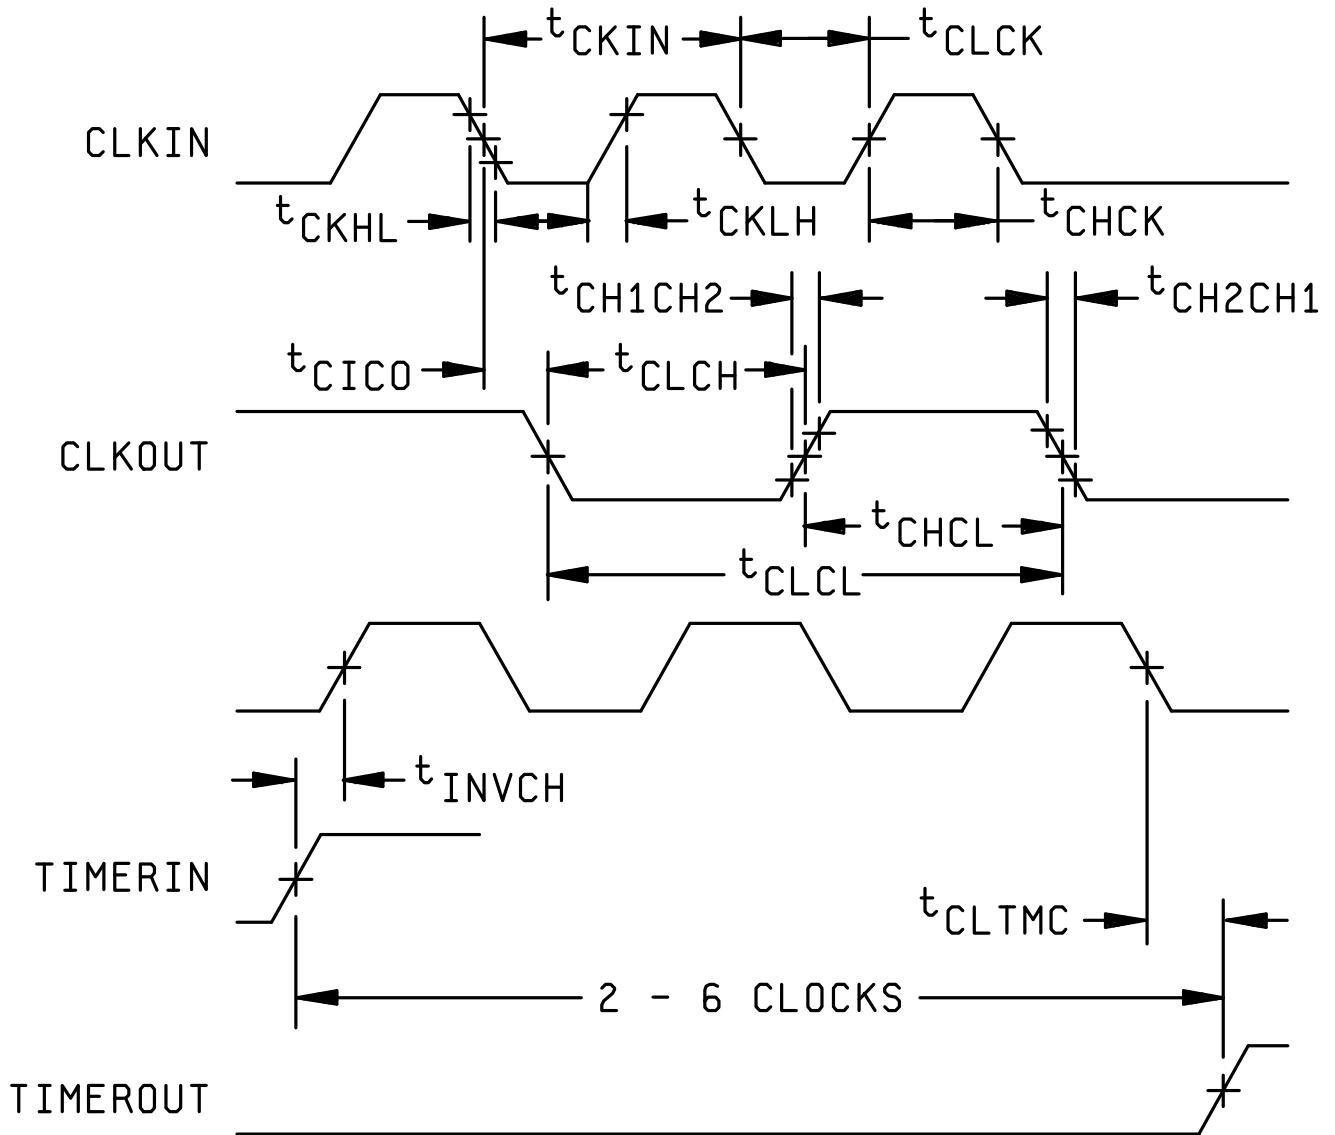 tCKIN
tCLCK
CLKIN
tCKHL
tCKLH
tCHCK
tCH1CH2
tCH2CH1
tCICO
tCLCH
CLKOUT
tCHCL
tCLCL
tINVCH
TIMERIN
tCLTMC
2 - 6 CLOCKS
TIMEROUT